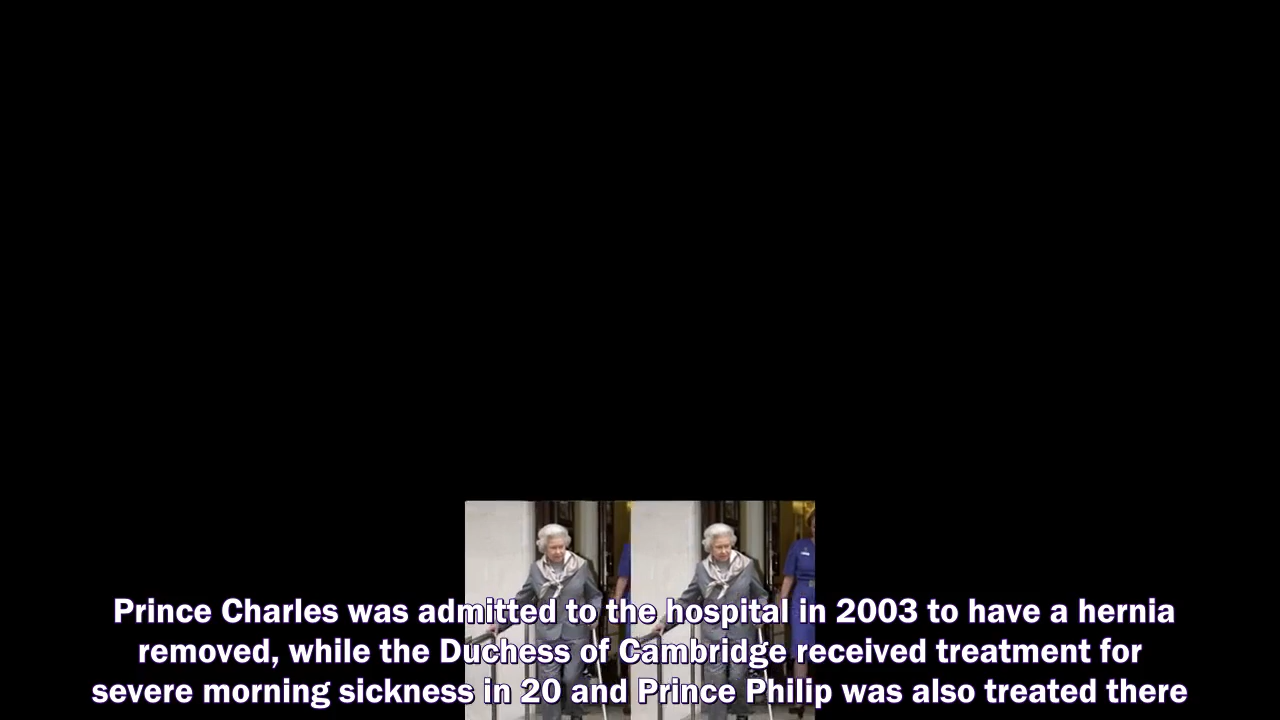 Prince Charles was admitted to the hospital in 2003 to have a hernia
removed, while the Duchess of Cambridge received treatment for
severe morning sickness in 20 and Prince Philip was also treated there